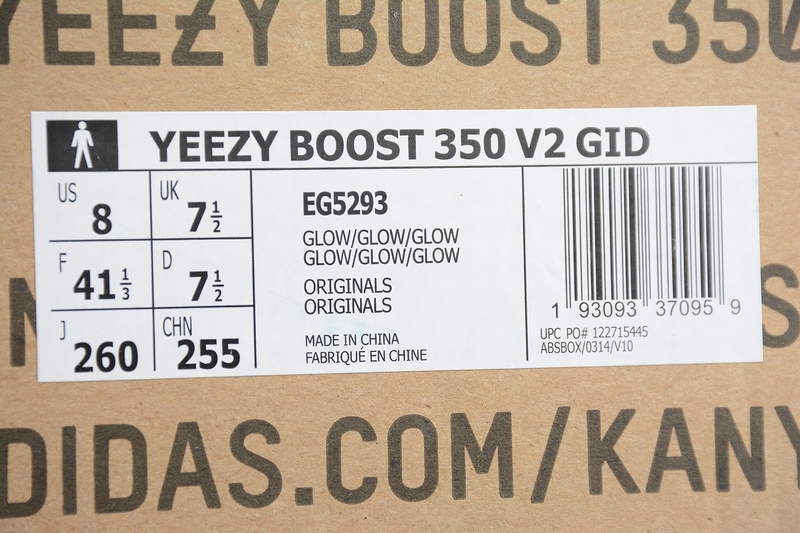 YEEZY BOOST 350
YEEZY BOOST 350 V2 GID
US 8
UK 7 1/2
F 41 1/3
D 7 1/2
J 260
CHN 255
EG5293
GLOW/GLOW/GLOW
GLOW/GLOW/GLOW
ORIGINALS
ORIGINALS
MADE IN CHINA
FABRIQUÉ EN CHINE
1 93093 37095 9
UPC PO# 122715445
ABSBOX/0314/V10
DIDAS.COM/KANY